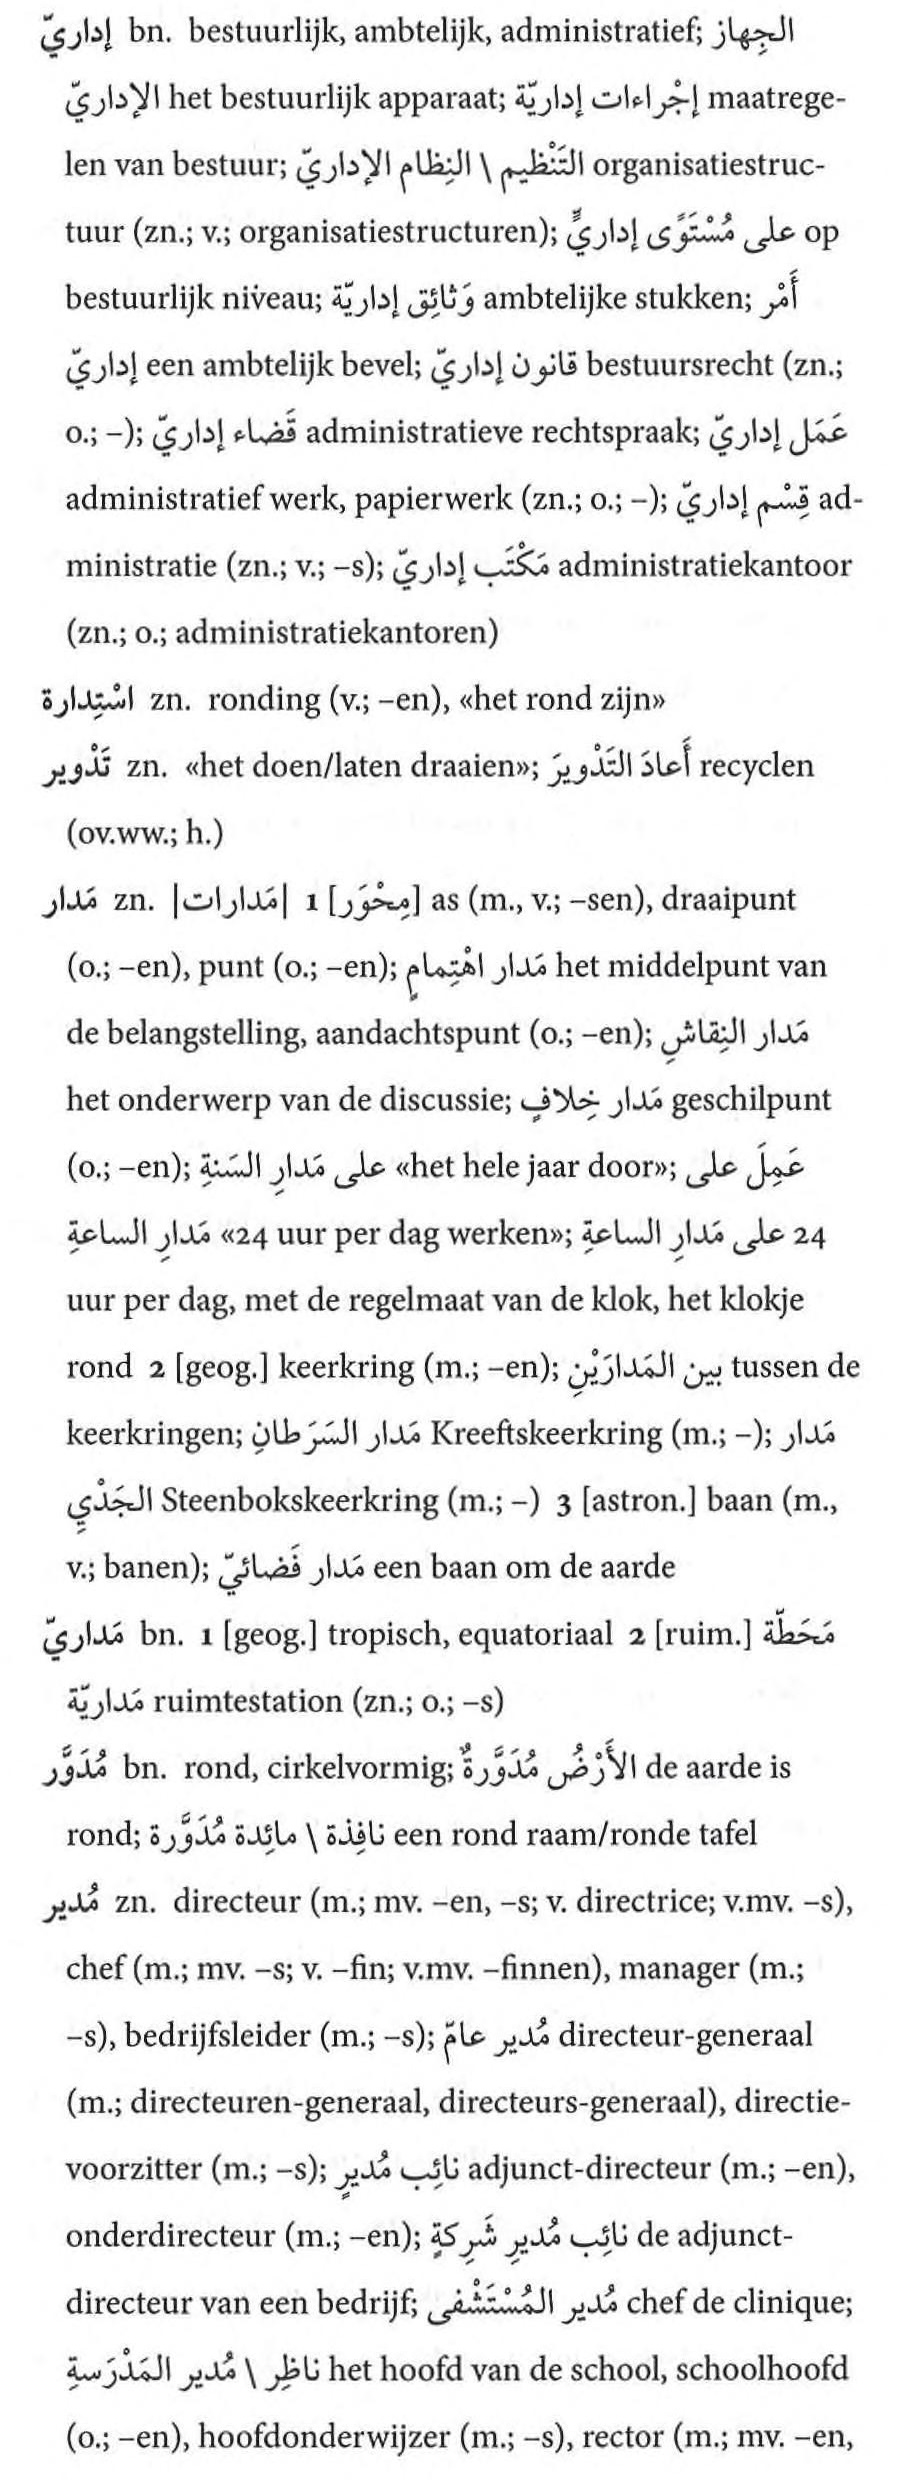 إداريّ bn. bestuurlijk, ambtelijk, administratief; الجِهاز
الإداريّ het bestuurlijk apparaat; إجْراءات إداريّة maatrege-
len van bestuur; التَنْظيم \ النِظام الإداريّ organisatiestruc-
tuur (zn.; v.; organisatiestructuren); على مُسْتَوًى إداريٍّ op
bestuurlijk niveau; وَثائِق إداريّة ambtelijke stukken; أَمْر
إداريّ een ambtelijk bevel; قانون إداريّ bestuursrecht (zn.;
o.; –); قَضاء إداريّ administratieve rechtspraak; عَمَل إداريّ
administratief werk, papierwerk (zn.; o.; –); قِسْم إداريّ ad-
ministratie (zn.; v.; –s); مَكْتَب إداريّ administratiekantoor
(zn.; o.; administratiekantoren)
اسْتِدارة zn. ronding (v.; –en), «het rond zijn»
تَدْوير zn. «het doen/laten draaien»; أَعادَ التَدْويرَ recyclen
(ov.ww.; h.)
مَدار zn. |مَدارات| 1 [مِحْوَر] as (m., v.; –sen), draaipunt
(o.; –en), punt (o.; –en); مَدار اهْتِمامٍ het middelpunt van
de belangstelling, aandachtspunt (o.; –en); مَدار النِقاشِ
het onderwerp van de discussie; مَدار خِلافٍ geschilpunt
(o.; –en); على مَدارِ السَنةِ «het hele jaar door»; عَمِلَ على
مَدارِ الساعةِ «24 uur per dag werken»; على مَدارِ الساعةِ 24
uur per dag, met de regelmaat van de klok, het klokje
rond 2 [geog.] keerkring (m.; –en); بين المَدارَيْنِ tussen de
keerkringen; مَدار السَرَطانِ Kreeftskeerkring (m.; –); مَدار
الجَدْيِ Steenbokskeerkring (m.; –) 3 [astron.] baan (m.,
v.; banen); مَدار فَضائيّ een baan om de aarde
مَداريّ bn. 1 [geog.] tropisch, equatoriaal 2 [ruim.] مَحَطّة
مَداريّة ruimtestation (zn.; o.; –s)
مُدَوَّر bn. rond, cirkelvormig; الأَرْضُ مُدَوَّرةٌ de aarde is
rond; نافِذة \ مائِدة مُدَوَّرة een rond raam/ronde tafel
مُدير zn. directeur (m.; mv. –en, –s; v. directrice; v.mv. –s),
chef (m.; mv. –s; v. –fin; v.mv. –finnen), manager (m.;
–s), bedrijfsleider (m.; –s); مُدير عامّ directeur-generaal
(m.; directeuren-generaal, directeurs-generaal), directie-
voorzitter (m.; –s); نائِب مُديرٍ adjunct-directeur (m.; –en),
onderdirecteur (m.; –en); نائِب مُديرِ شَرِكةٍ de adjunct-
directeur van een bedrijf; مُدير المُسْتَشْفى chef de clinique;
ناظِر \ مُدير المَدْرَسةِ het hoofd van de school, schoolhoofd
(o.; –en), hoofdonderwijzer (m.; –s), rector (m.; mv. –en,